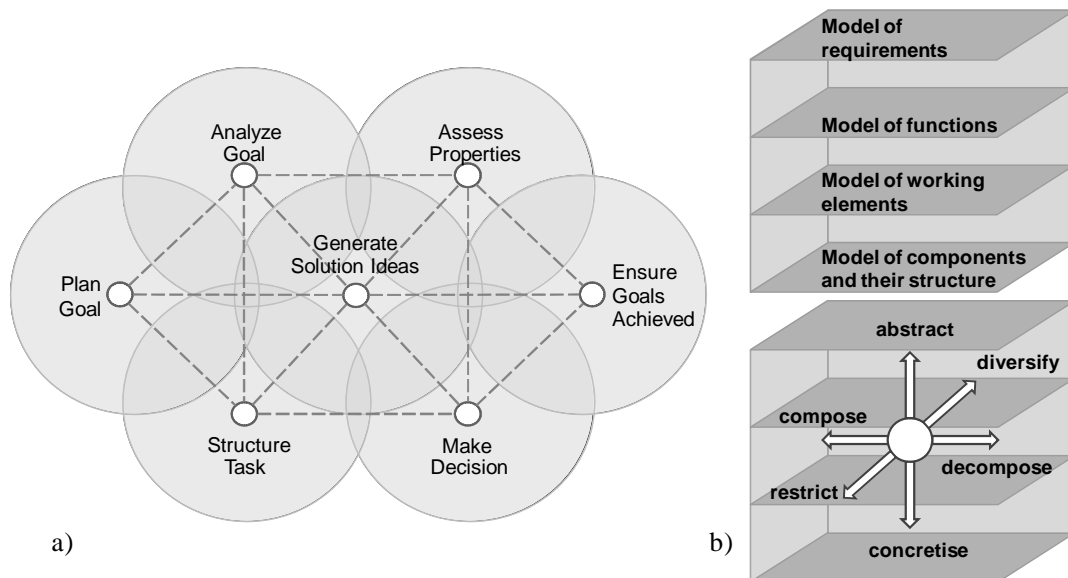 Analyze
Goal
Assess
Properties
Generate
Solution Ideas
Plan
Goal
Ensure
Goals
Achieved
Structure
Task
Make
Decision
a)
Model of
requirements
Model of functions
Model of working
elements
Model of components
and their structure
abstract
diversify
compose
decompose
restrict
concretise
b)